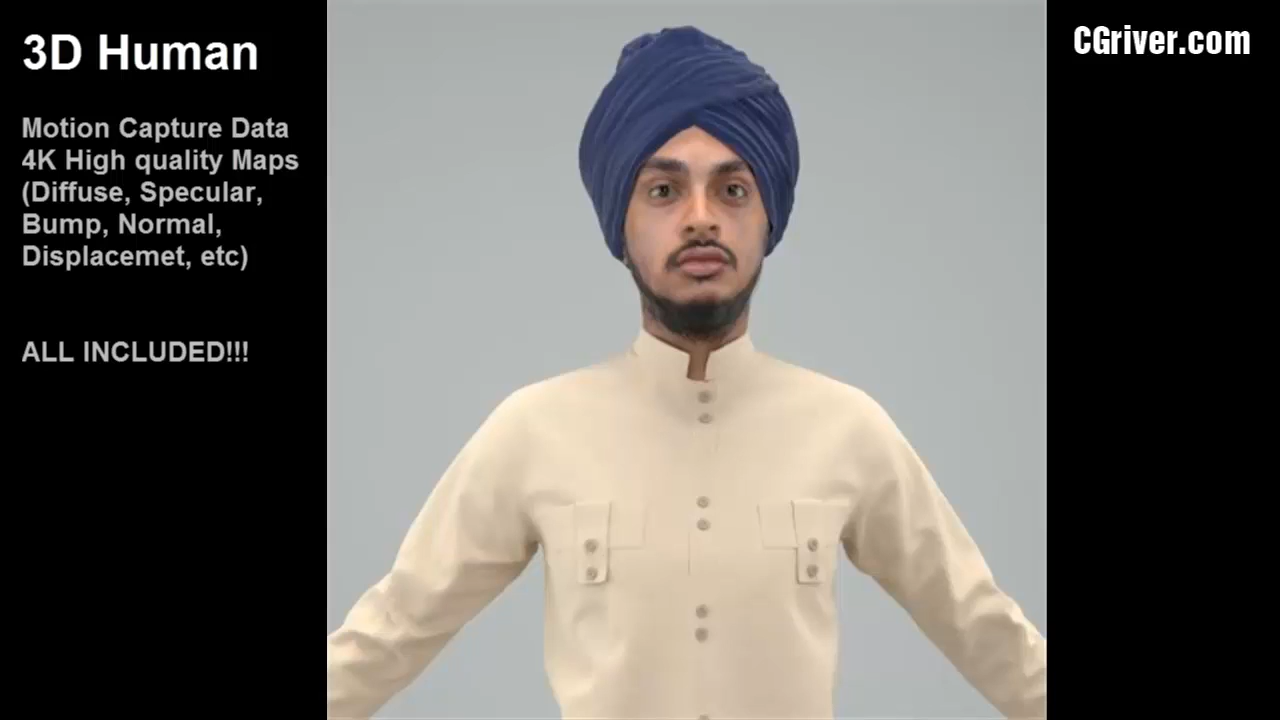 3D Human
CGriver.com
Motion Capture Data
4K High quality Maps
(Diffuse, Specular,
Bump, Normal,
Displacemet, etc)
ALL INCLUDED!!!